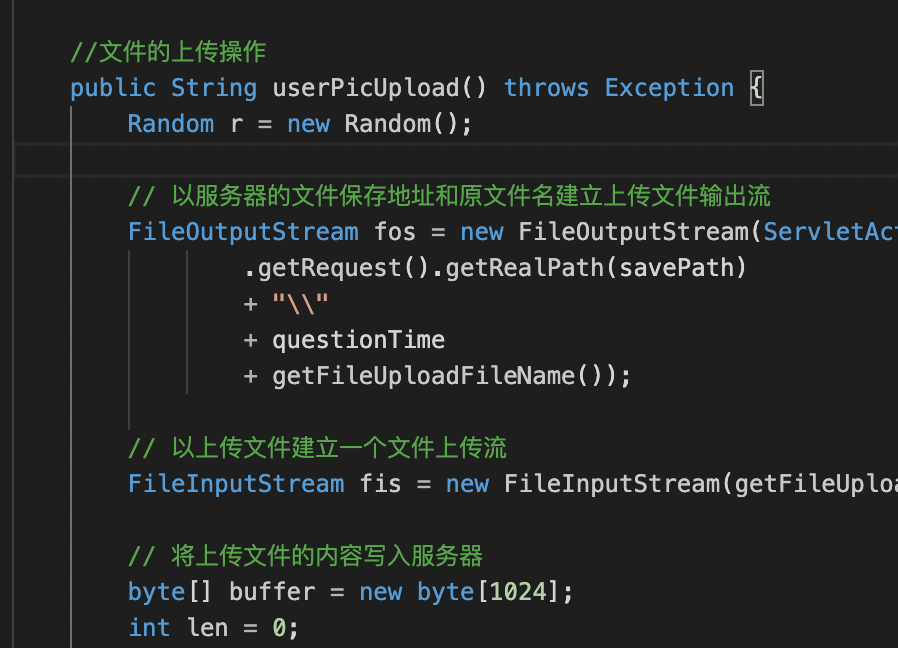 //文件的上传操作
public String userPicUpload() throws Exception {
Random r = new Random();
// 以服务器的文件保存地址和原文件名建立上传文件输出流
FileOutputStream fos = new FileOutputStream(ServletAct
.getRequest().getRealPath(savePath)
+ "\\"
+ questionTime
+ getFileUploadFileName());
// 以上传文件建立一个文件上传流
FileInputStream fis = new FileInputStream(getFileUploa
// 将上传文件的内容写入服务器
byte[] buffer = new byte[1024];
int len = 0;